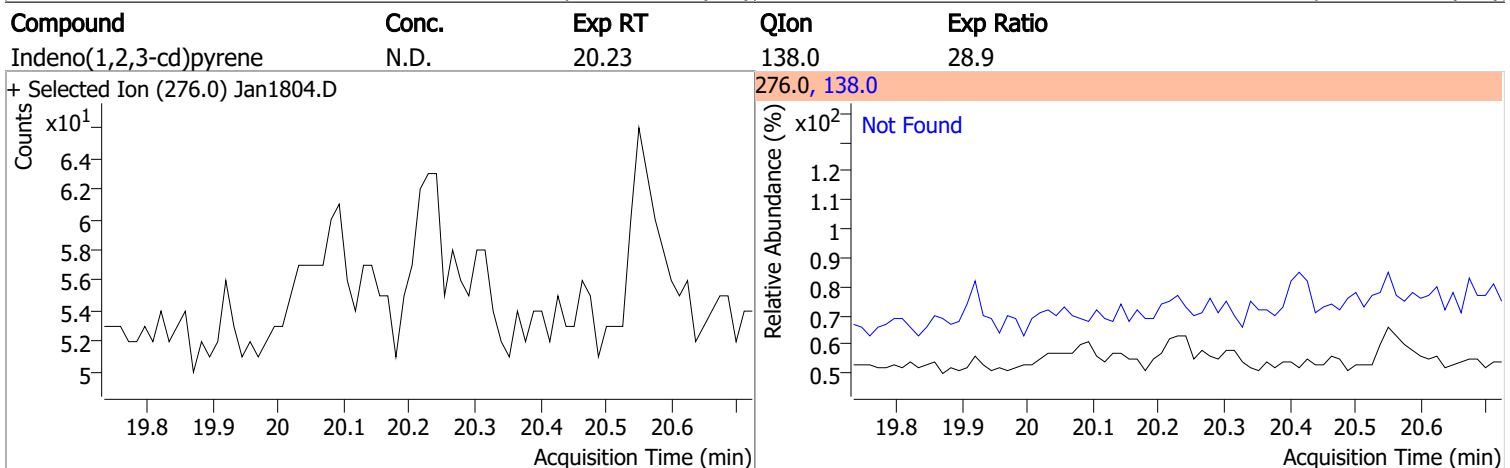 Compound Conc. Exp RT QIon Exp Ratio
Indeno(1,2,3-cd)pyrene N.D. 20.23 138.0 28.9
+ Selected Ion (276.0) Jan1804.D
Counts
x10¹
6.4
6.2
6
5.8
5.6
5.4
5.2
5
19.8 19.9 20 20.1 20.2 20.3 20.4 20.5 20.6
Acquisition Time (min)
276.0, 138.0
Relative Abundance (%)
x10²
Not Found
1.2
1.1
1
0.9
0.8
0.7
0.6
0.5
19.8 19.9 20 20.1 20.2 20.3 20.4 20.5 20.6
Acquisition Time (min)